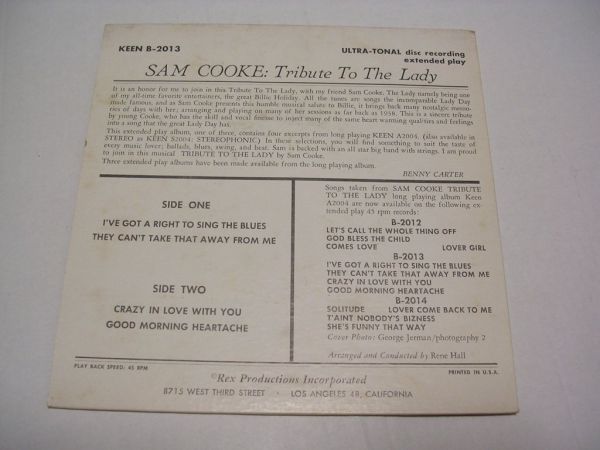 KEEN B-2013
ULTRA-TONAL disc recording
extended play
SAM COOKE: Tribute To The Lady
It is an honor for me to join in this Tribute To The Lady, with my friend Sam Cooke. The Lady namely being one
of my all-time favorite entertainers, the great Billie Holiday. All the tunes are songs the incomparable Lady Day
made famous, and as Sam Cooke presents this humble musical salute to Billie, it brings back many nostalgic memo-
ries of days with her; arranging and playing on many of her sessions as far back as 1938. This is a sincere tribute
by young Cooke, who has the skill and vocal finesse to inject many of the same heart warming qualities and feelings
into a song that the great Lady Day has.
This extended play album, one of three, contains four excerpts from long playing KEEN A2004. (also available in
STEREO as KEEN S2004: STEREOPHONIC) In these selections, you will find something to suit the taste of
every music lover; ballads, blues, swing, and beat. Sam is backed with an all star big band with strings. I am proud
to join in this musical TRIBUTE TO THE LADY by Sam Cooke.
Three extended play albums have been made available from the long playing album.
BENNY CARTER
SIDE ONE
I'VE GOT A RIGHT TO SING THE BLUES
THEY CAN'T TAKE THAT AWAY FROM ME
SIDE TWO
CRAZY IN LOVE WITH YOU
GOOD MORNING HEARTACHE
Songs taken from SAM COOKE TRIBUTE
TO THE LADY long playing album Keen
A2004 are now available on the following ex-
tended play 45 rpm records:
B-2012
LET'S CALL THE WHOLE THING OFF
GOD BLESS THE CHILD
COMES LOVE LOVER GIRL
B-2013
I'VE GOT A RIGHT TO SING THE BLUES
THEY CAN'T TAKE THAT AWAY FROM ME
CRAZY IN LOVE WITH YOU
GOOD MORNING HEARTACHE
B-2014
SOLITUDE LOVER COME BACK TO ME
T'AINT NOBODY'S BIZNESS
SHE'S FUNNY THAT WAY
Cover Photo: George Jerman/photography 2
Arranged and Conducted by Rene Hall
PLAY BACK SPEED: 45 RPM
PRINTED IN U.S.A.
©Rex Productions Incorporated
8715 WEST THIRD STREET · LOS ANGELES 48, CALIFORNIA